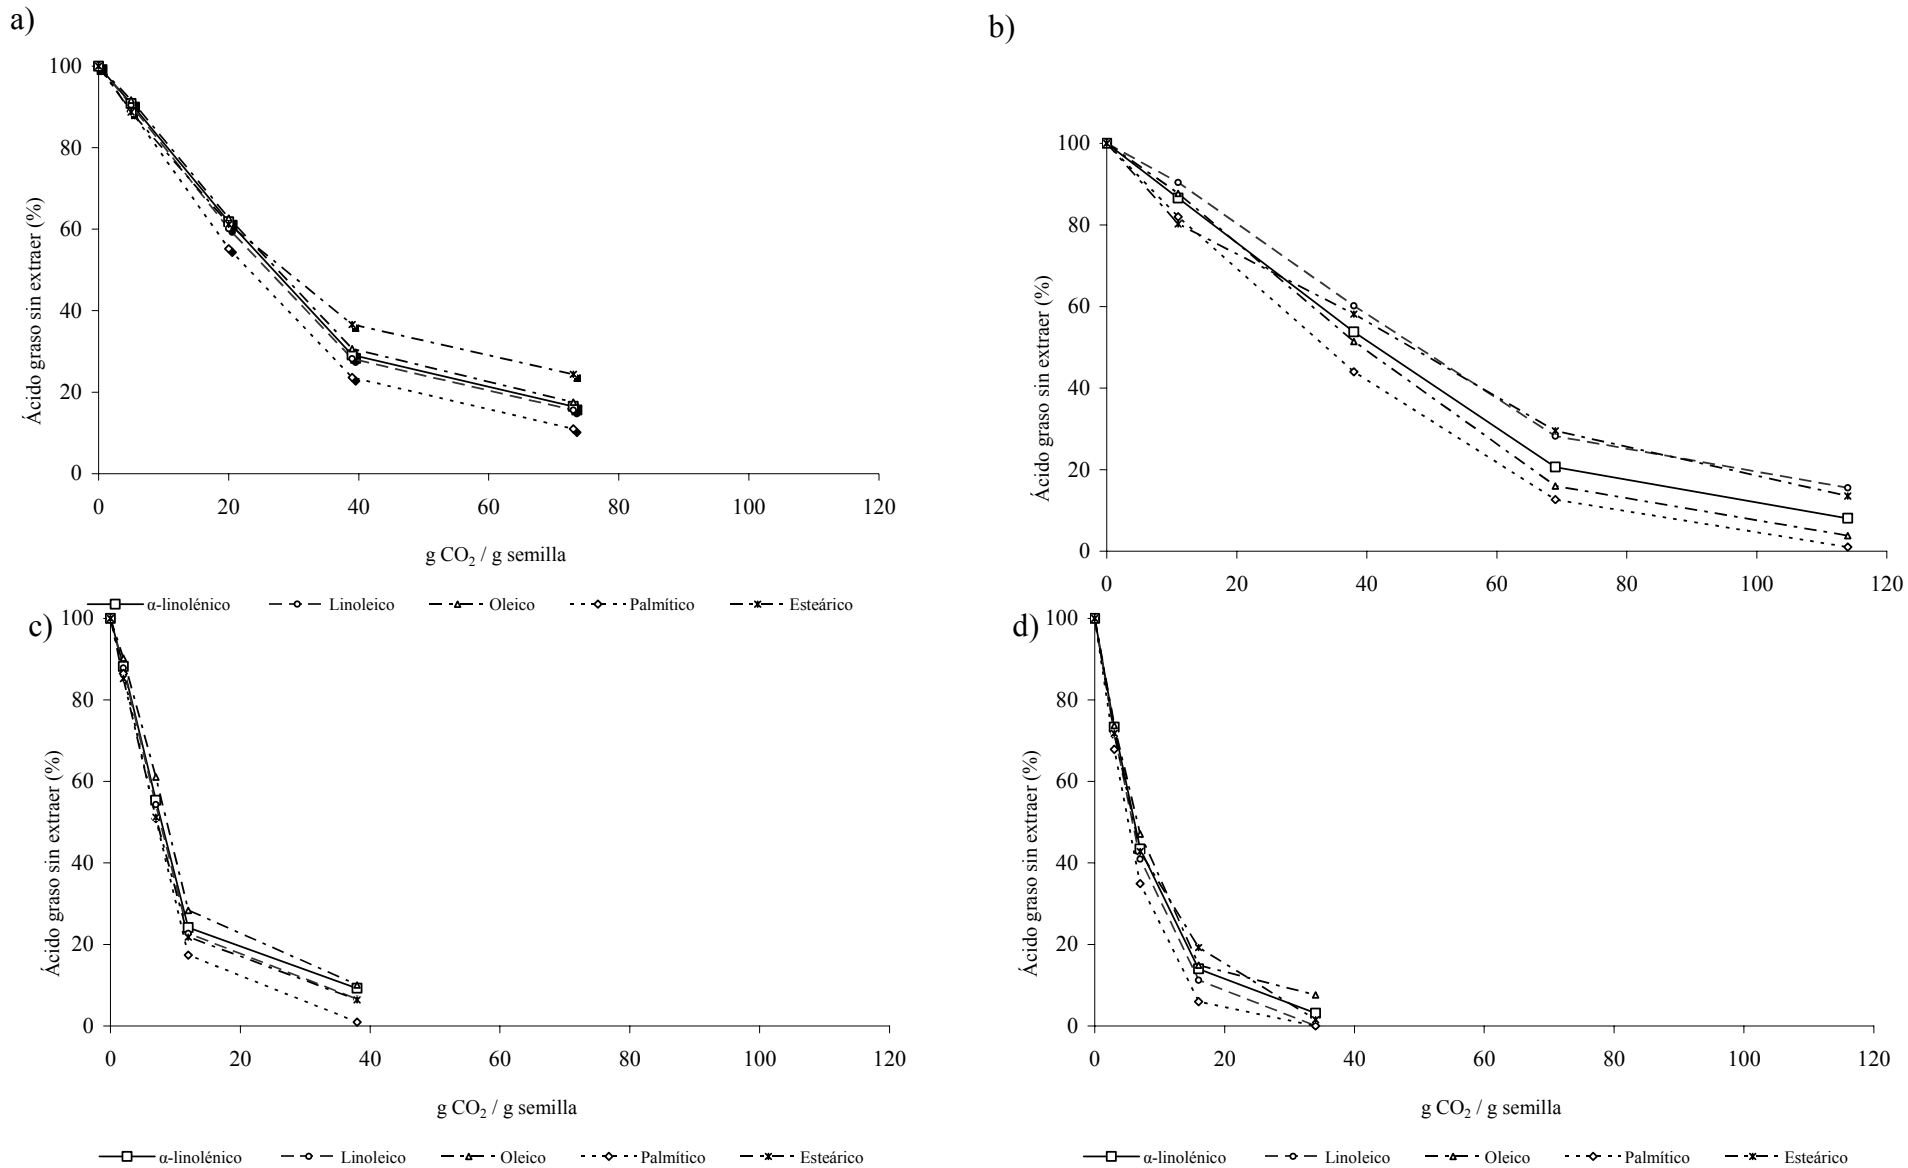 a)
100
80
60
40
20
0
0 20 40 60 80 100 120
Ácido graso sin extraer (%)
g CO₂ / g semilla
α-linolénico Linoleico Oleico Palmítico Esteárico
b)
100
80
60
40
20
0
0 20 40 60 80 100 120
Ácido graso sin extraer (%)
c)
100
80
60
40
20
0
0 20 40 60 80 100 120
Ácido graso sin extraer (%)
g CO₂ / g semilla
α-linolénico Linoleico Oleico Palmítico Esteárico
d)
100
80
60
40
20
0
0 20 40 60 80 100 120
Ácido graso sin extraer (%)
g CO₂ / g semilla
α-linolénico Linoleico Oleico Palmítico Esteárico